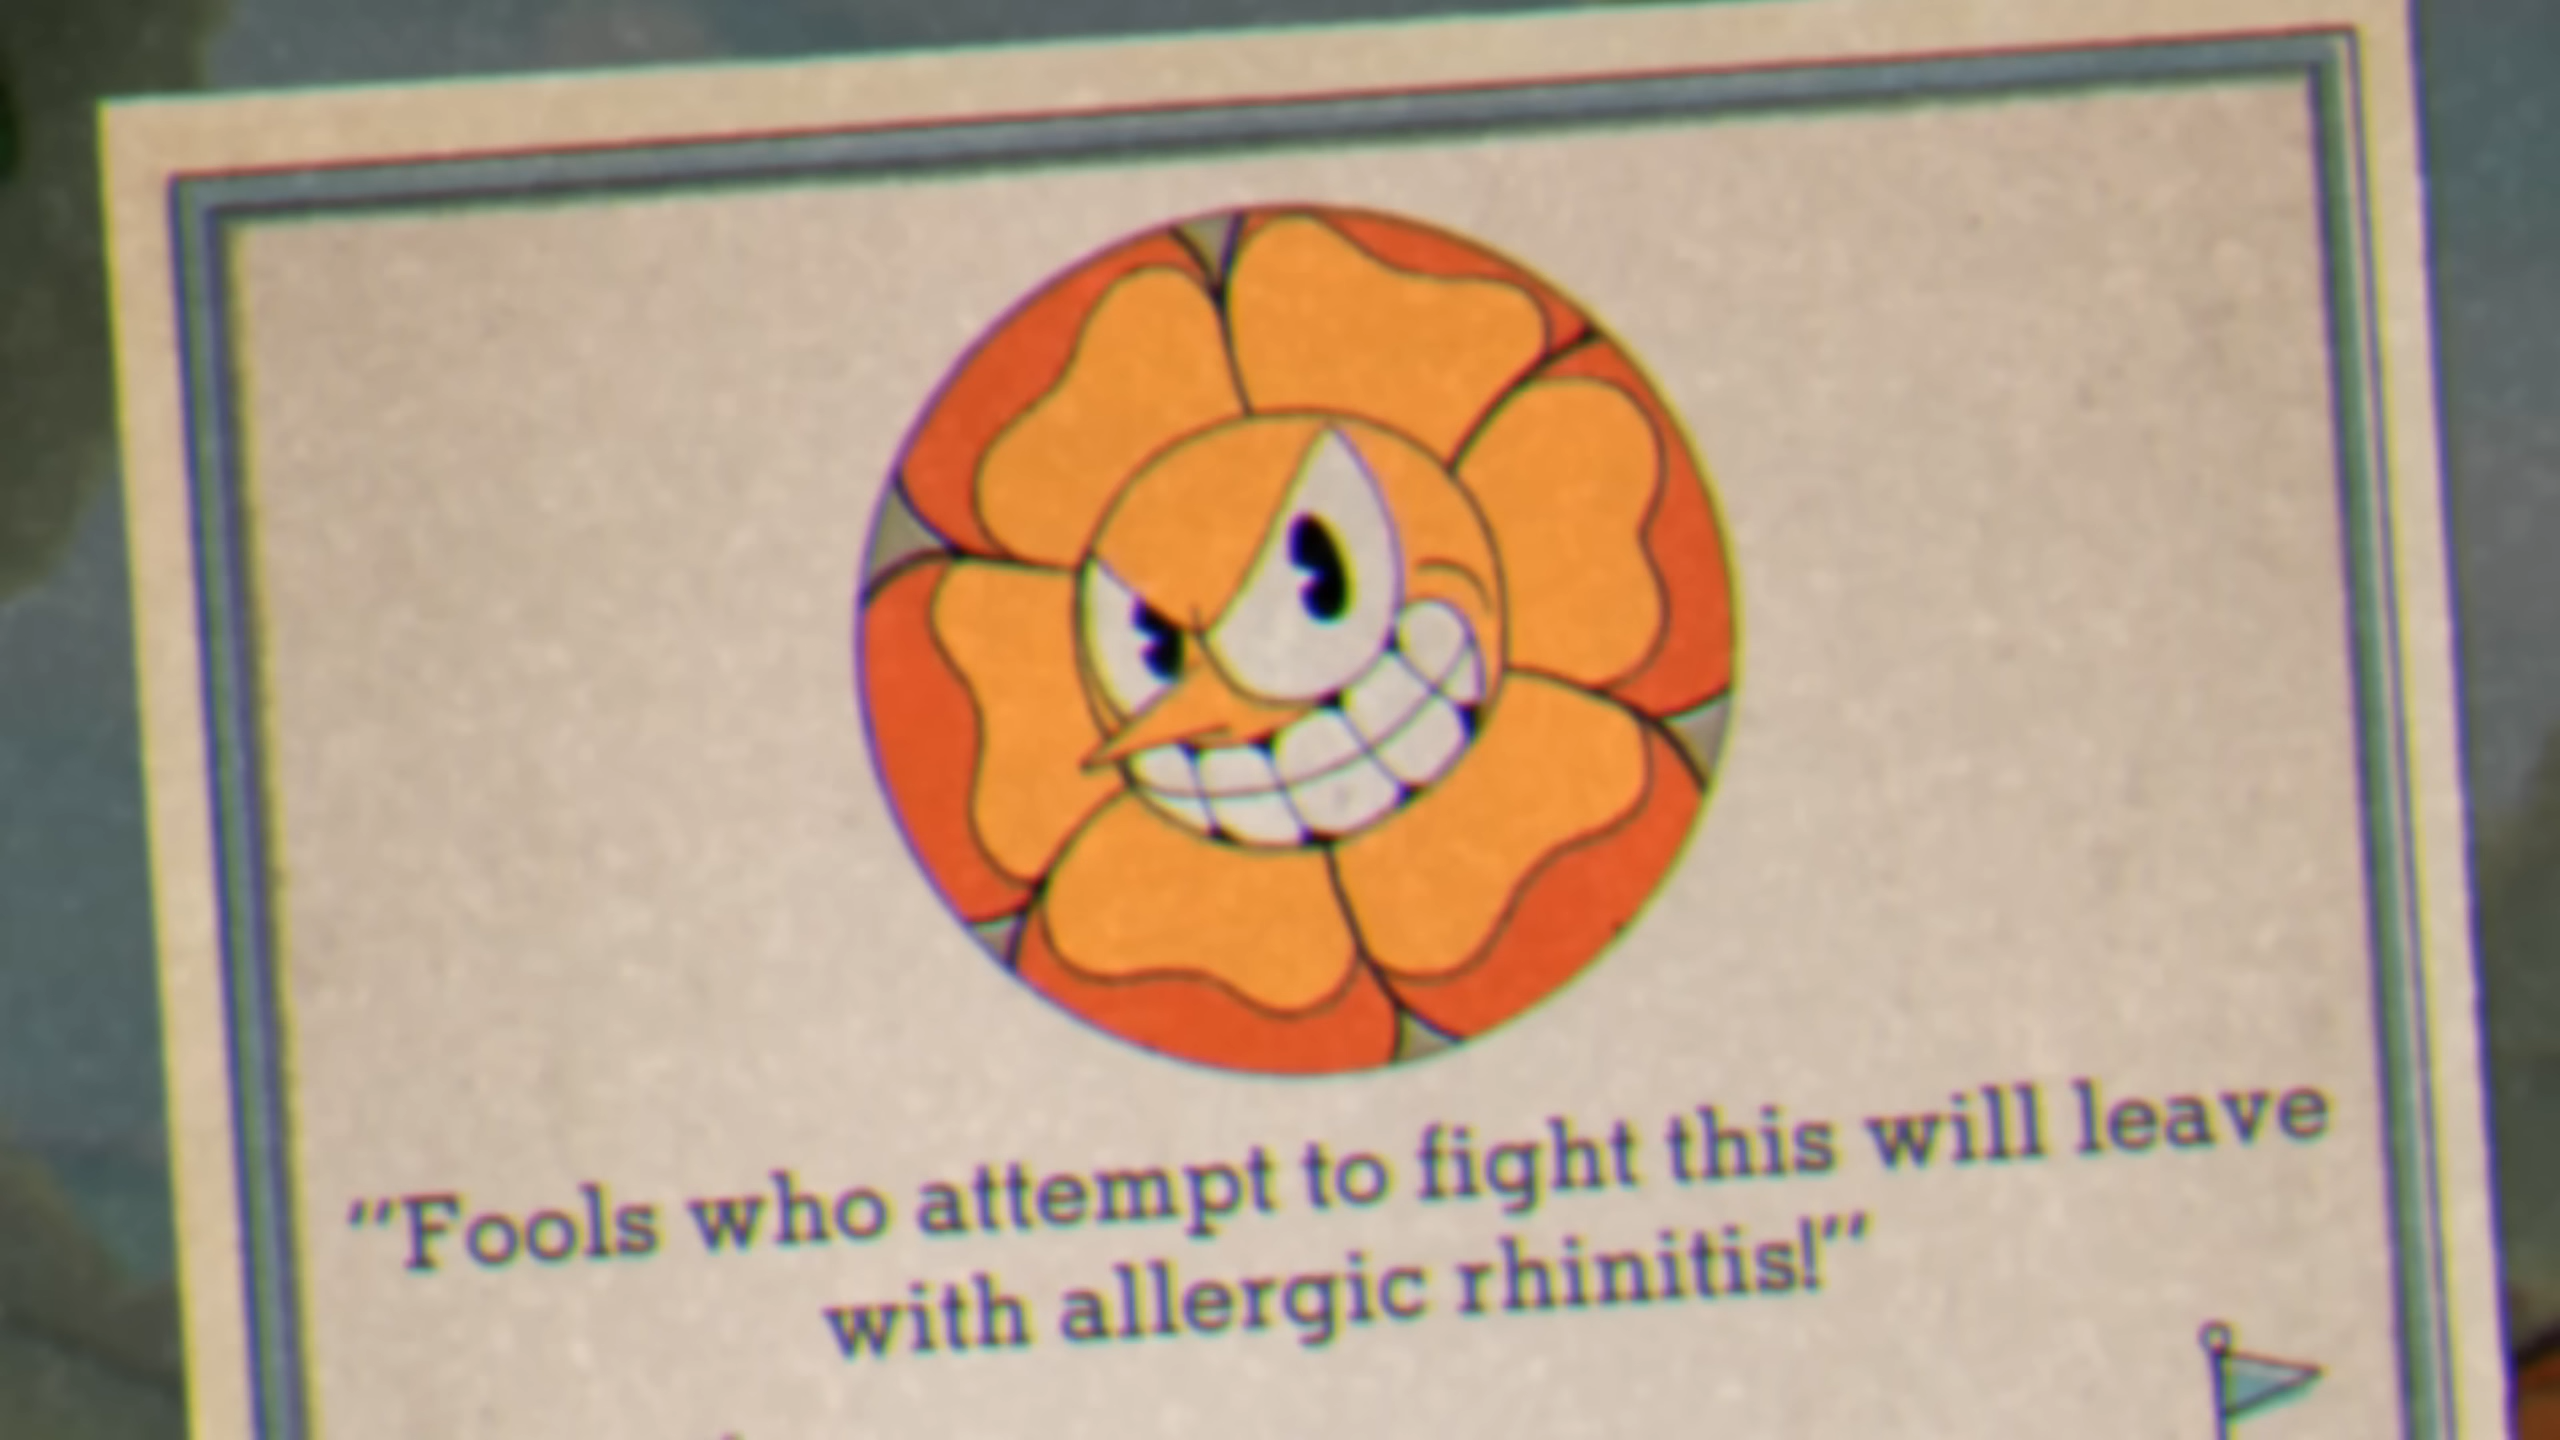 “Fools who attempt to fight this will leave
with allergic rhinitis!”